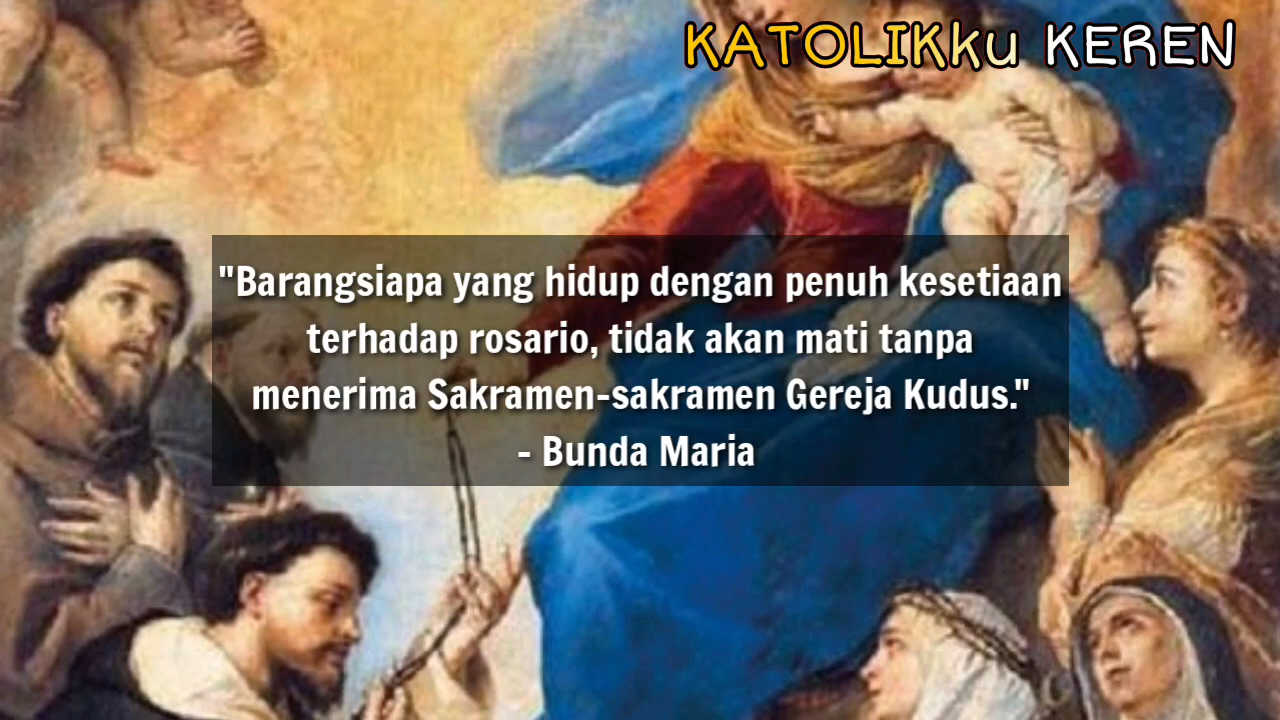 KATOLIKku KEREN
"Barangsiapa yang hidup dengan penuh kesetiaan
terhadap rosario, tidak akan mati tanpa
menerima Sakramen-sakramen Gereja Kudus."
- Bunda Maria